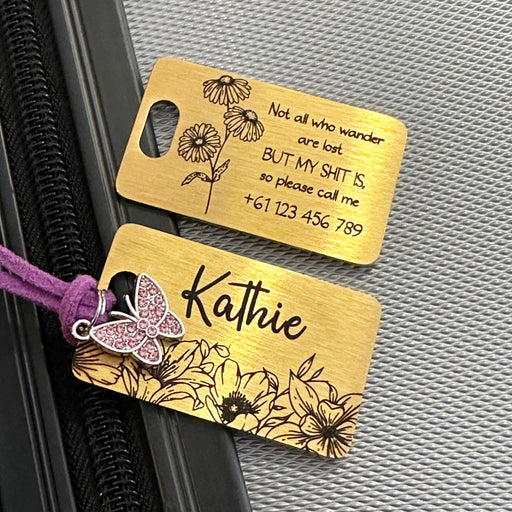 Not all who wander
are lost
BUT MY SHIT IS,
so please call me
+61 123 456 789
Kathie